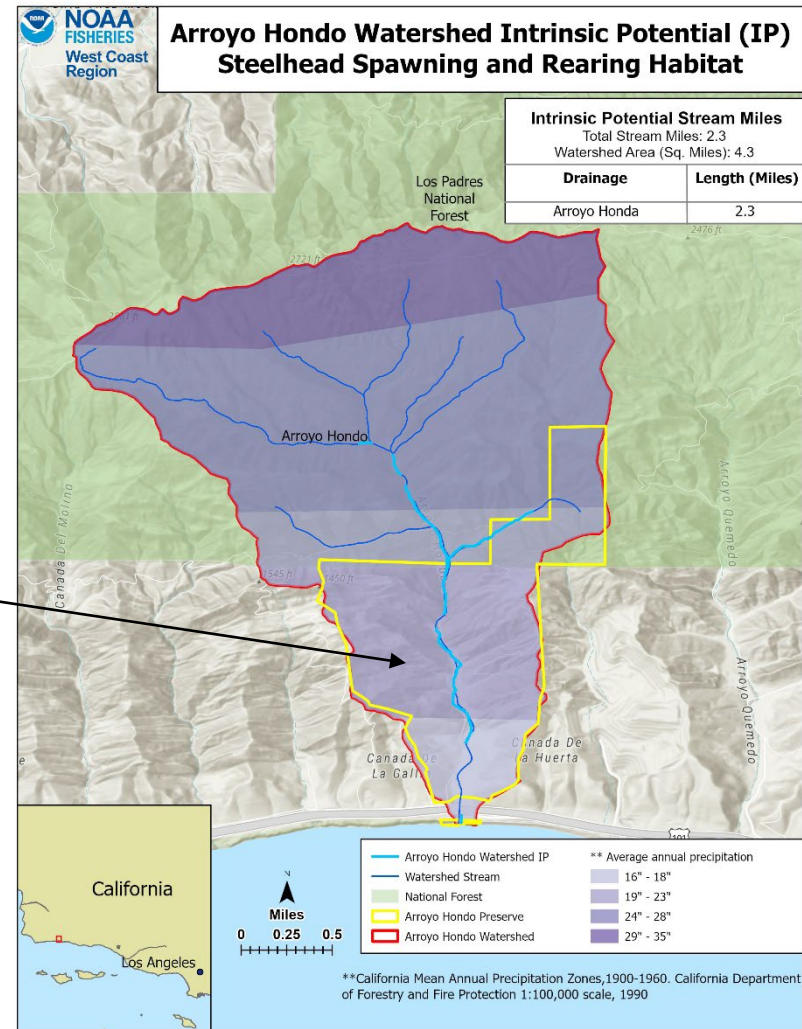 NOAA
NOAA
FISHERIES
West Coast
Region
Arroyo Hondo Watershed Intrinsic Potential (IP)
Steelhead Spawning and Rearing Habitat
Intrinsic Potential Stream Miles
Total Stream Miles: 2.3
Watershed Area (Sq. Miles): 4.3
Drainage Length (Miles)
Arroyo Honda 2.3
Los Padres
National
Forest
2476 ft
2721 ft
Arroyo Hondo
Canada Del Molino
Arroyo Quemedo
1545 ft
1450 ft
Arroyo Quemedo
Canada De
La Huerta
Canada De
101
California
Los Angeles
N
Miles
0 0.25 0.5
Arroyo Hondo Watershed IP
Watershed Stream
National Forest
Arroyo Hondo Preserve
Arroyo Hondo Watershed
** Average annual precipitation
16" - 18"
19" - 23"
24" - 28"
29" - 35"
**California Mean Annual Precipitation Zones,1900-1960. California Department
of Forestry and Fire Protection 1:100,000 scale, 1990